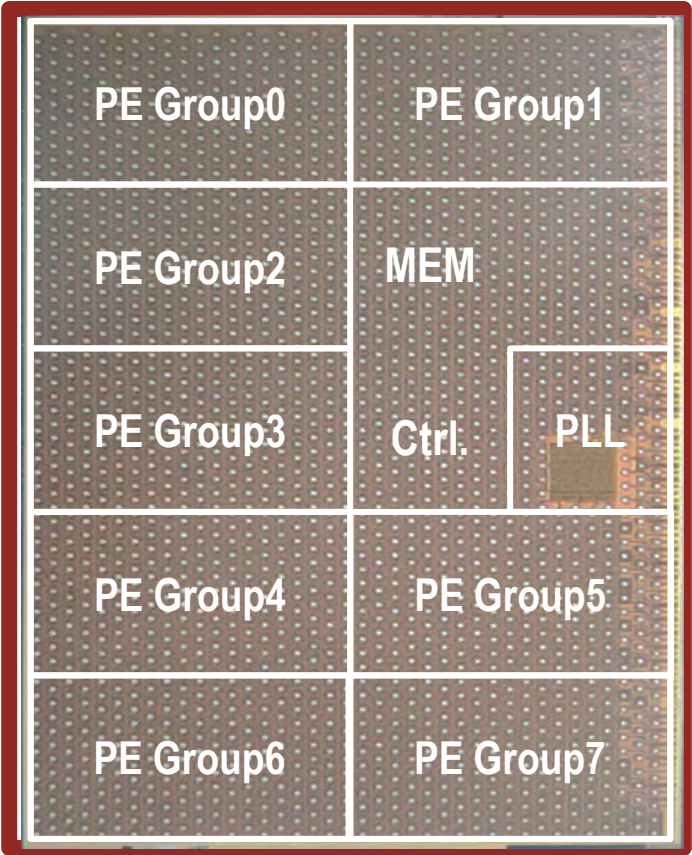 PE Group0
PE Group1
PE Group2
MEM
PE Group3
Ctrl.
PLL
PE Group4
PE Group5
PE Group6
PE Group7